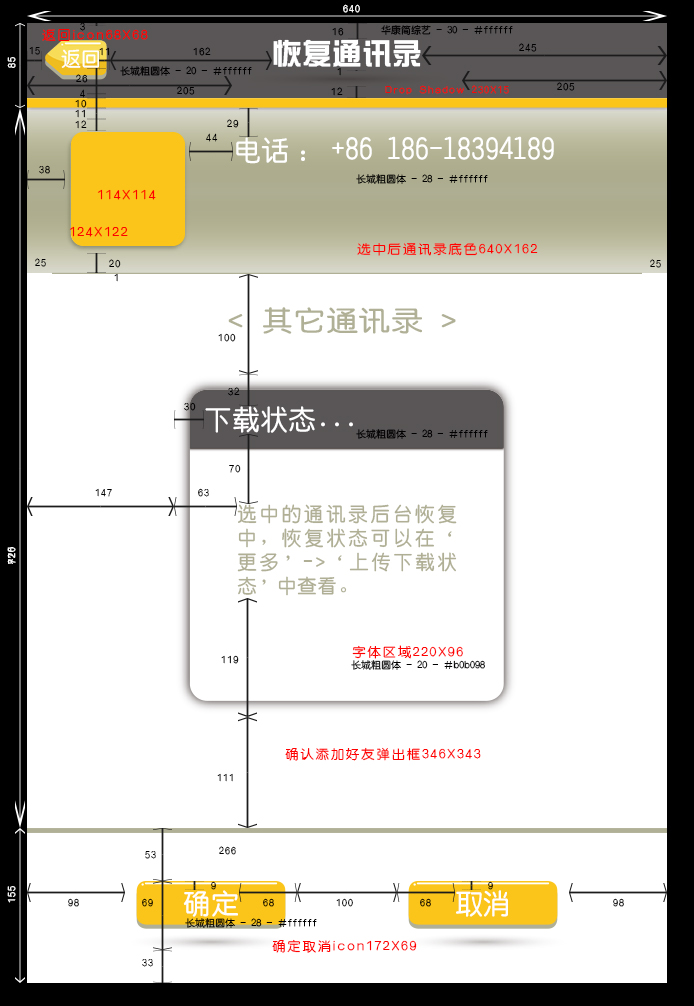 640
返回icon68X68
3
16
华康简综艺 - 30 - #ffffff
85
15
返回
11
162
恢复通讯录
245
长城粗圆体 - 20 - #ffffff
1
26
205
12
Drop Shadow 236X15
205
4
10
11
12
29
44
电话： +86 186-18394189
38
长城粗圆体 - 28 - #ffffff
114X114
124X122
选中后通讯录底色640X162
25
20
25
1
< 其它通讯录 >
100
32
30
下载状态...
长城粗圆体 - 28 - #ffffff
70
147
63
选中的通讯录后台恢复
中，恢复状态可以在‘
更多’->‘上传下载状
态’中查看。
119
字体区域220X96
长城粗圆体 - 20 - #b0b098
确认添加好友弹出框346X343
111
53
266
155
98
69
9
确定
68
100
68
9
取消
98
长城粗圆体 - 28 - #ffffff
确定取消icon172X69
33